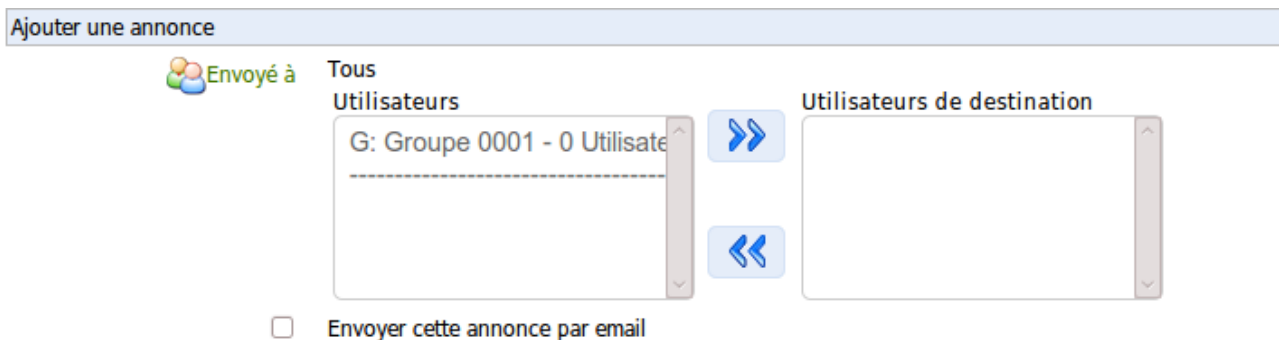 Ajouter une annonce
Envoyé à Tous
Utilisateurs Utilisateurs de destination
G: Groupe 0001 - 0 Utilisate
------------------------------------
Envoyer cette annonce par email